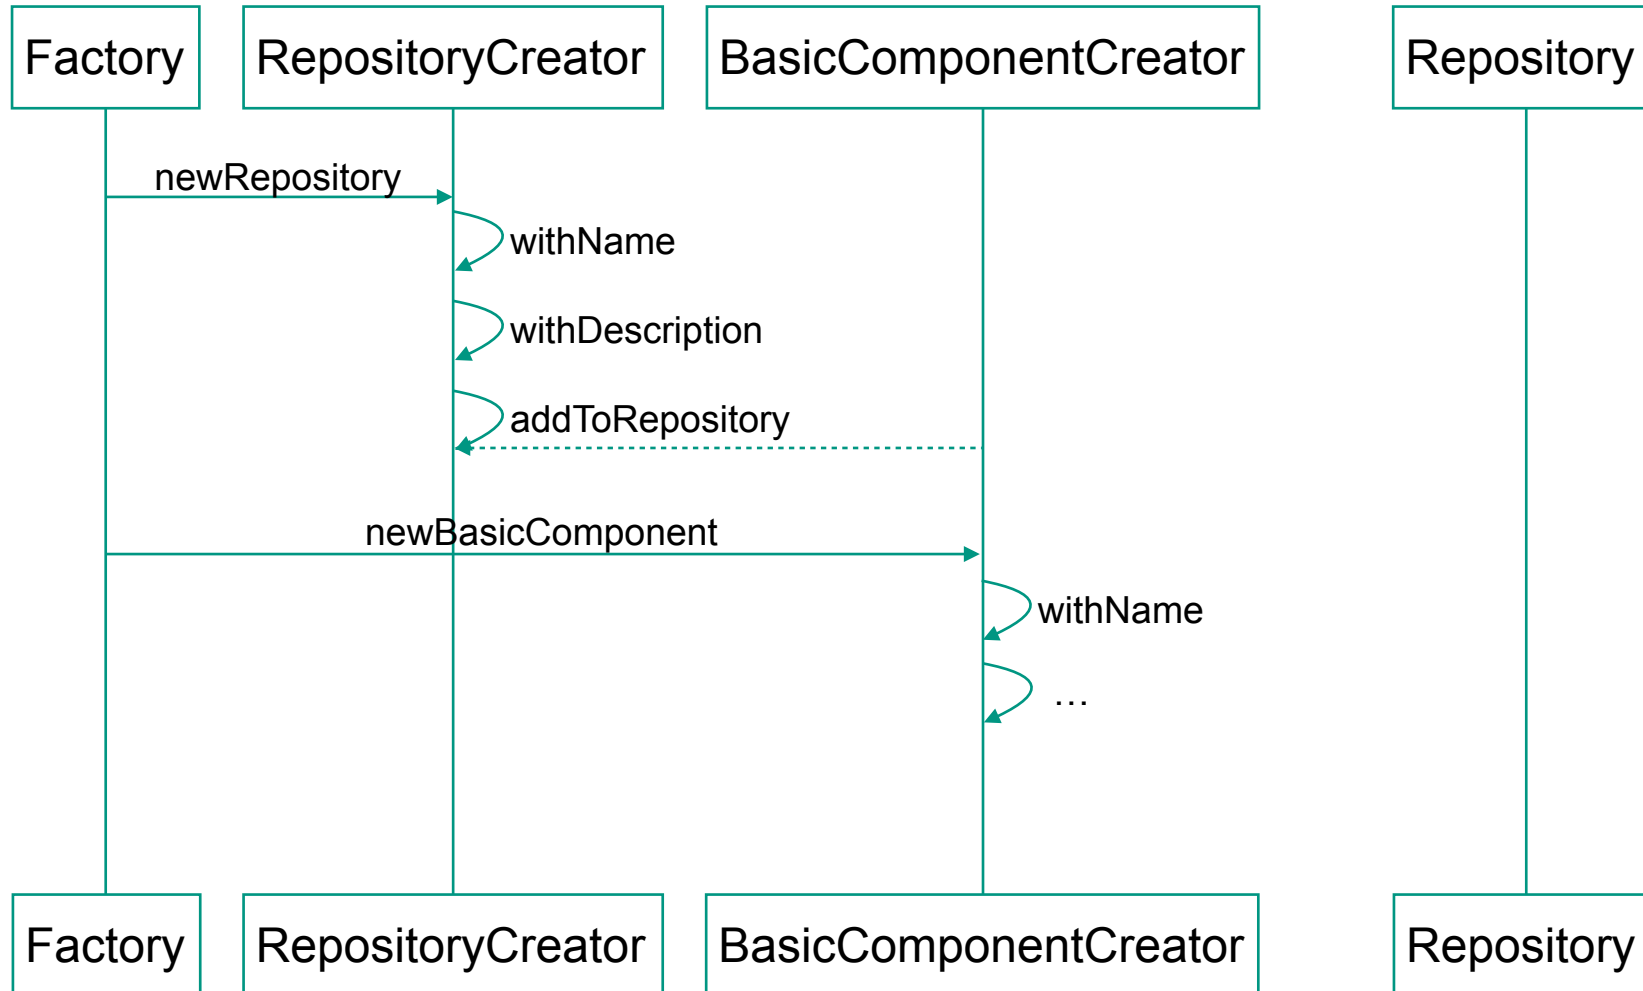 Factory
RepositoryCreator
BasicComponentCreator
Repository
newRepository
withName
withDescription
addToRepository
newBasicComponent
withName
…
Factory
RepositoryCreator
BasicComponentCreator
Repository